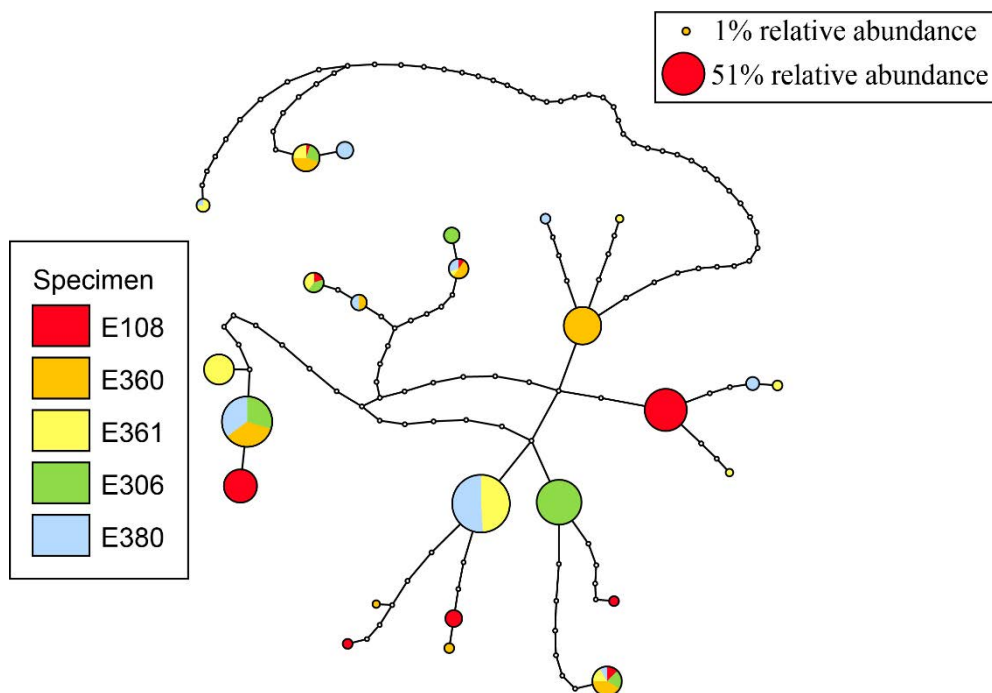 1% relative abundance
51% relative abundance
Specimen
E108
E360
E361
E306
E380